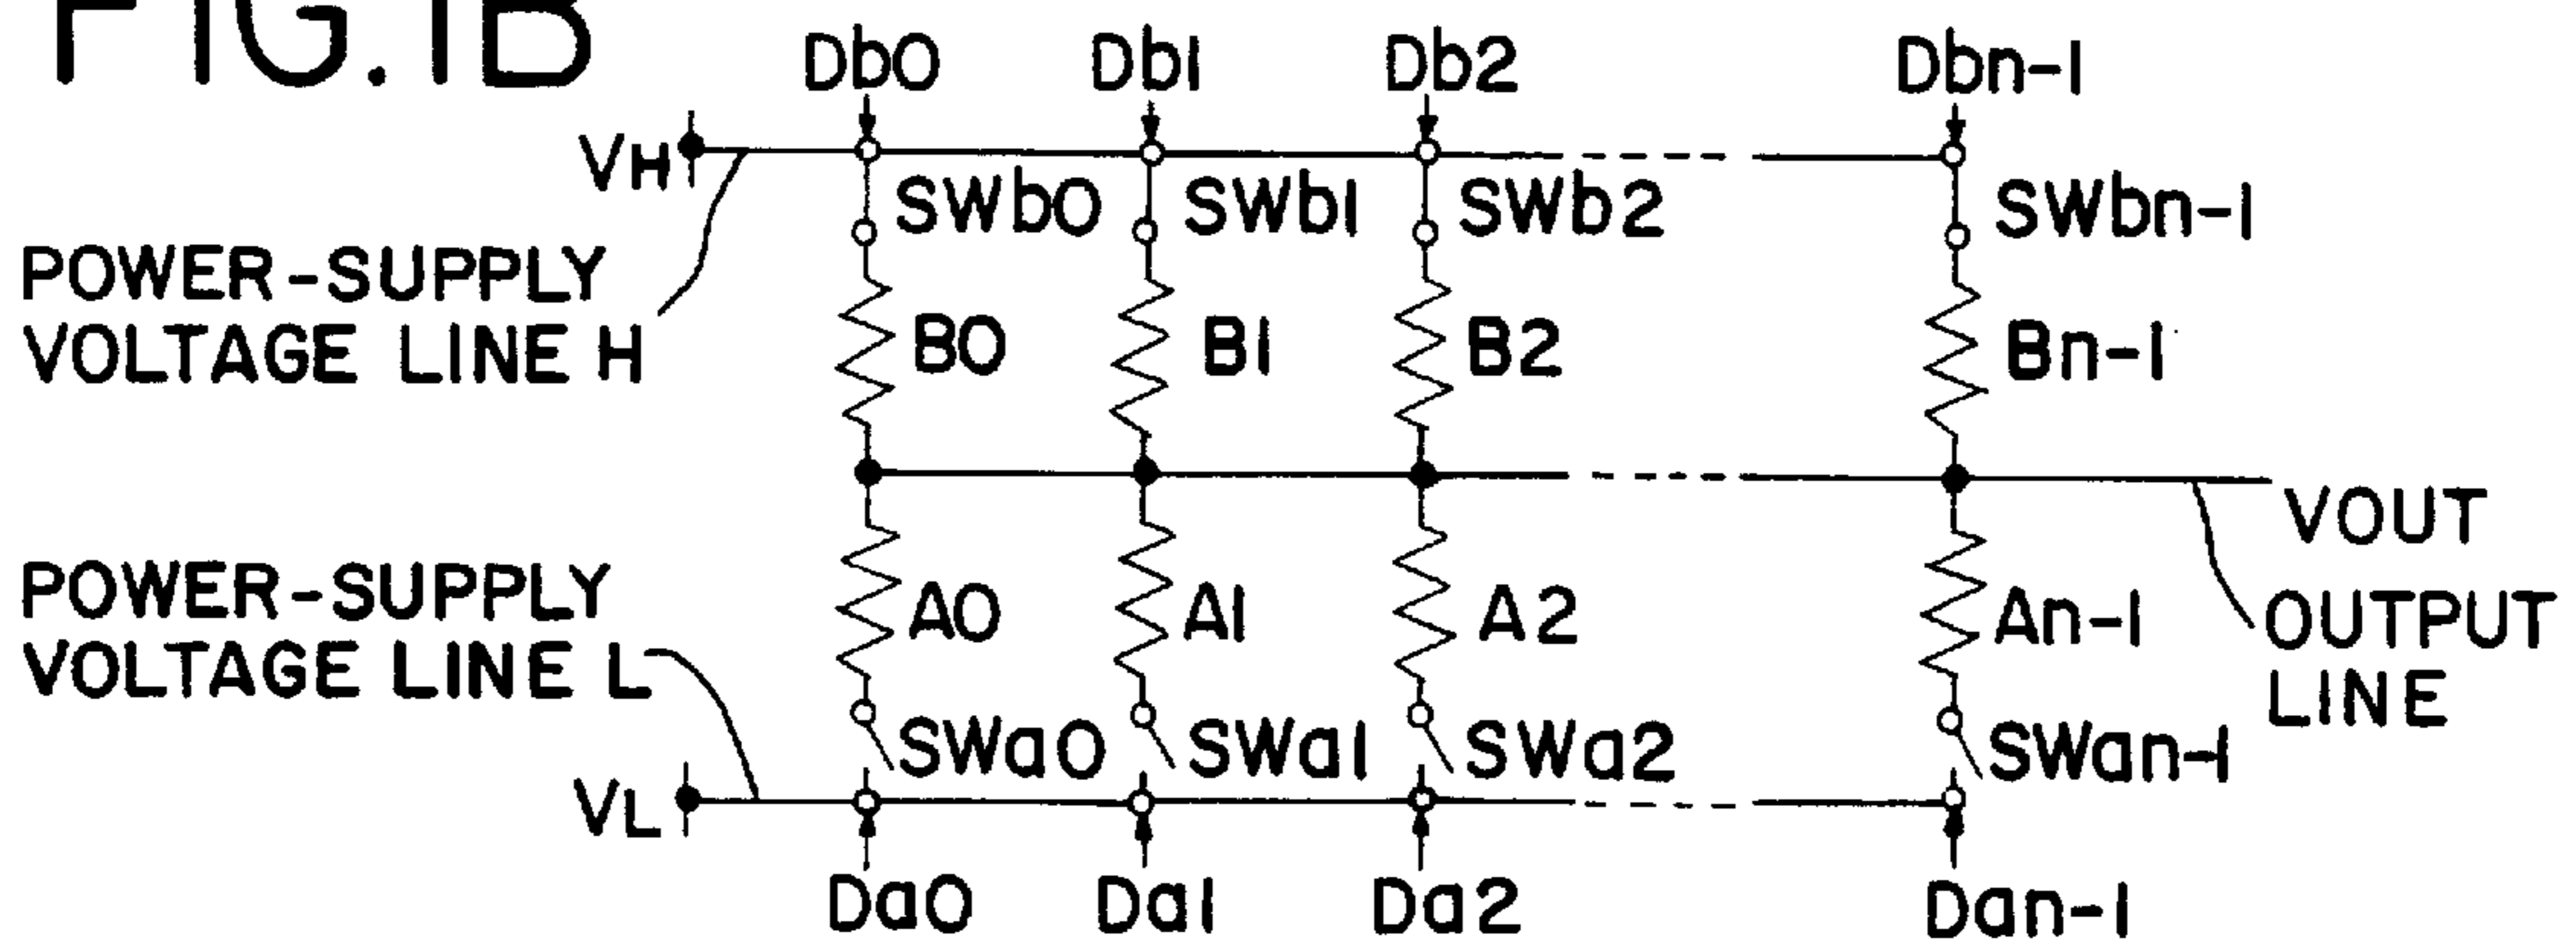 FIG.1B
Db0 Db1 Db2 Dbn-1
VH
SWb0 SWb1 SWb2 SWbn-1
POWER-SUPPLY
VOLTAGE LINE H
B0 B1 B2 Bn-1
VOUT
POWER-SUPPLY
VOLTAGE LINE L
A0 A1 A2 An-1
OUTPUT
LINE
SWa0 SWa1 SWa2 SWan-1
VL
Da0 Da1 Da2 Dan-1